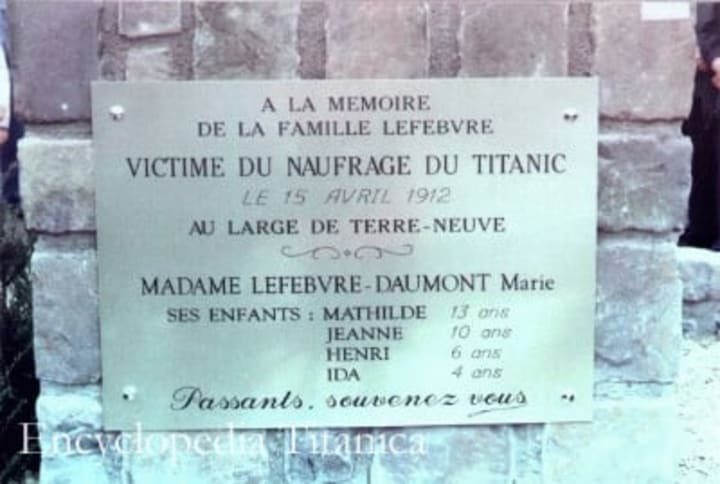 A LA MEMOIRE
DE LA FAMILLE LEFEBVRE
VICTIME DU NAUFRAGE DU TITANIC
LE 15 AVRIL 1912
AU LARGE DE TERRE-NEUVE
MADAME LEFEBVRE-DAUMONT Marie
SES ENFANTS : MATHILDE 13 ans
JEANNE 10 ans
HENRI 6 ans
IDA 4 ans
Passants, souvenez vous
Encyclopedia Titanica